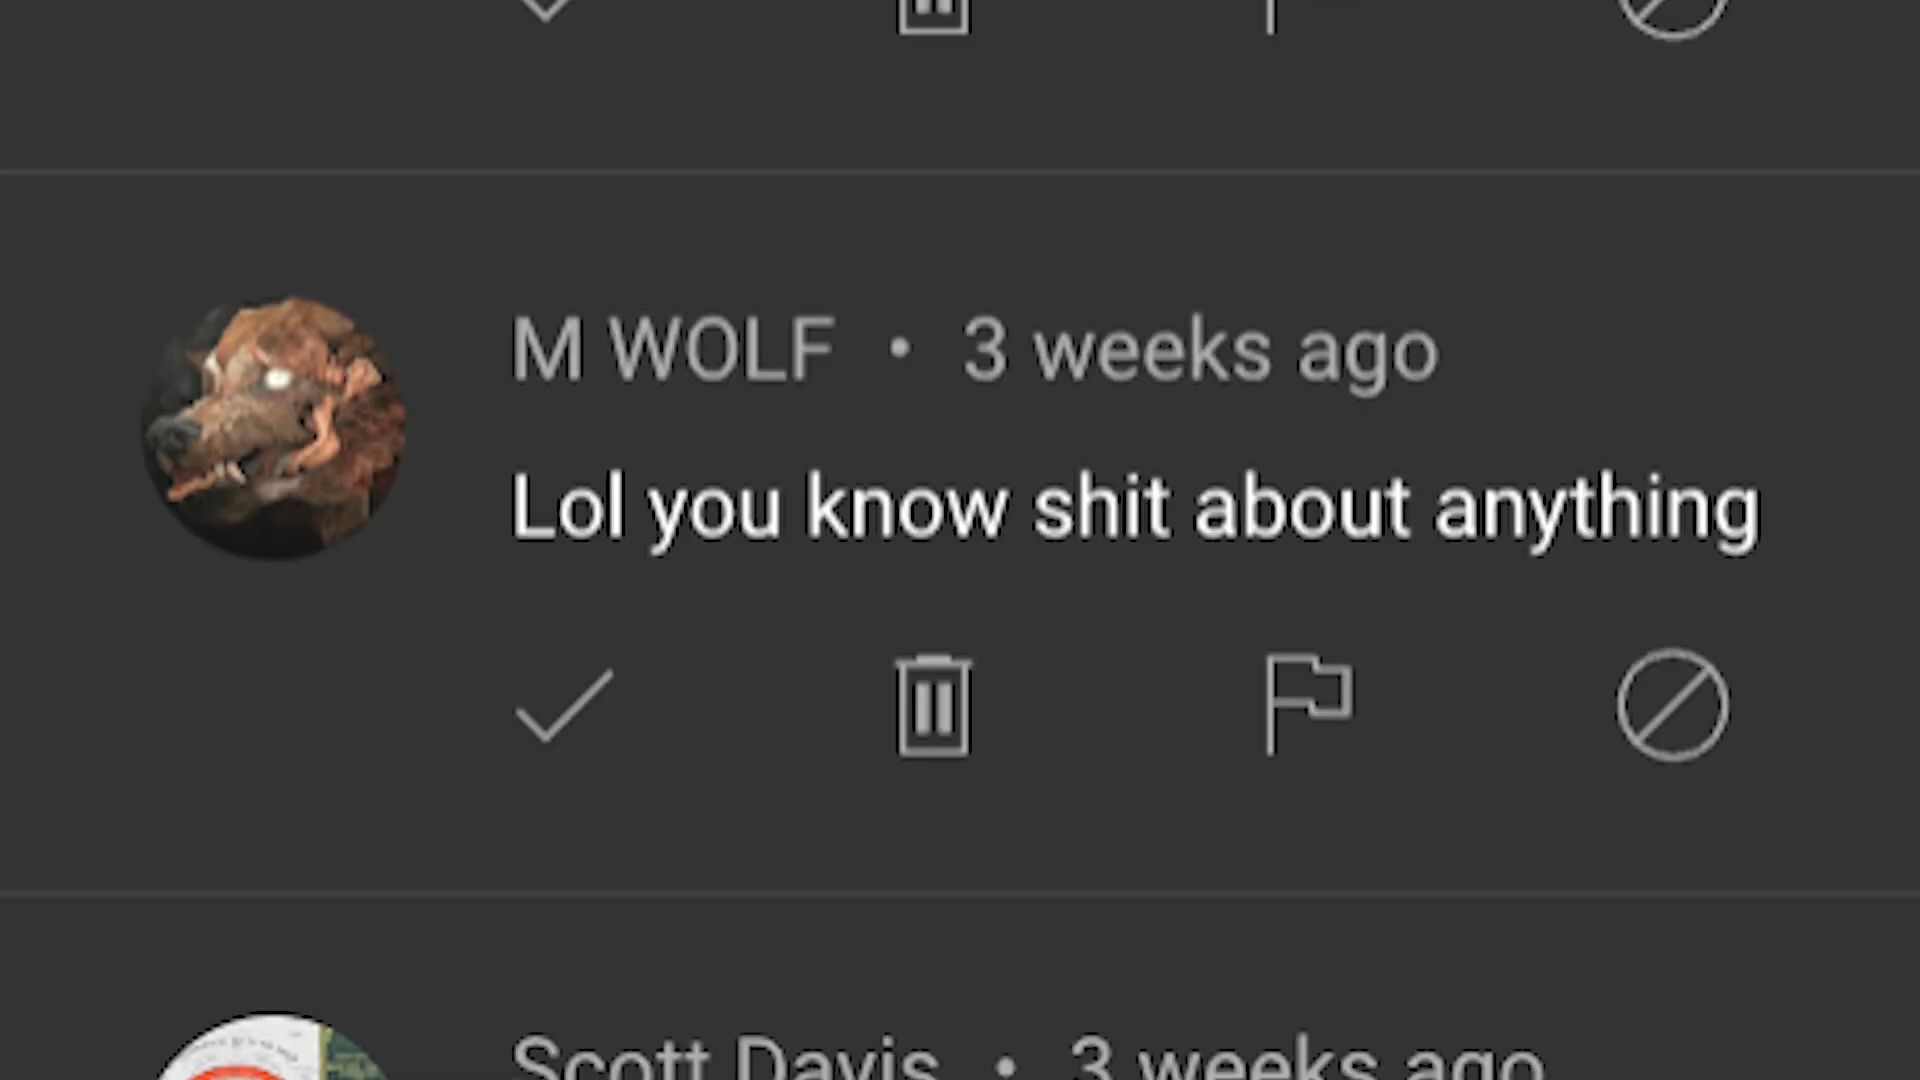 M WOLF • 3 weeks ago
Lol you know shit about anything
Scott Davis • 3 weeks ago